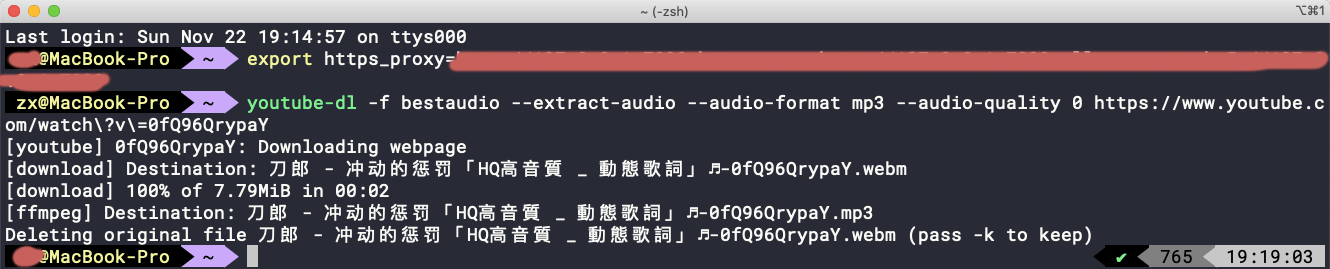 ~ (-zsh)
⌥⌘1
Last login: Sun Nov 22 19:14:57 on ttys000
@MacBook-Pro ~ export https_proxy=
zx@MacBook-Pro ~ youtube-dl -f bestaudio --extract-audio --audio-format mp3 --audio-quality 0 https://www.youtube.c
om/watch\?v\=0fQ96QrypaY
[youtube] 0fQ96QrypaY: Downloading webpage
[download] Destination: 刀郎 - 冲动的惩罚「HQ高音質 _ 動態歌詞」♬-0fQ96QrypaY.webm
[download] 100% of 7.79MiB in 00:02
[ffmpeg] Destination: 刀郎 - 冲动的惩罚「HQ高音質 _ 動態歌詞」♬-0fQ96QrypaY.mp3
Deleting original file 刀郎 - 冲动的惩罚「HQ高音質 _ 動態歌詞」♬-0fQ96QrypaY.webm (pass -k to keep)
@MacBook-Pro ~ ✔ 765 19:19:03